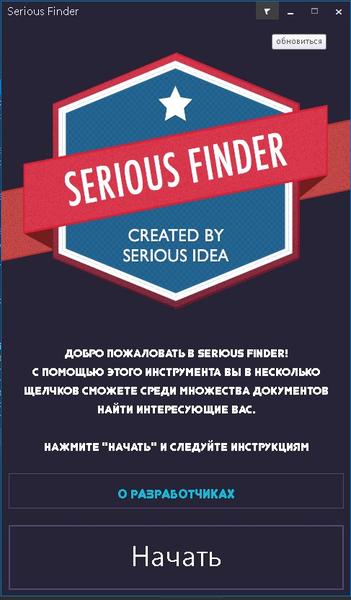 Serious Finder
обновиться
SERIOUS FINDER
CREATED BY
SERIOUS IDEA
ДОБРО ПОЖАЛОВАТЬ В SERIOUS FINDER!
С ПОМОЩЬЮ ЭТОГО ИНСТРУМЕНТА ВЫ В НЕСКОЛЬКО
ЩЕЛЧКОВ СМОЖЕТЕ СРЕДИ МНОЖЕСТВА ДОКУМЕНТОВ
НАЙТИ ИНТЕРЕСУЮЩИЕ ВАС.
НАЖМИТЕ "НАЧАТЬ" И СЛЕДУЙТЕ ИНСТРУКЦИЯМ
О РАЗРАБОТЧИКАХ
Начать